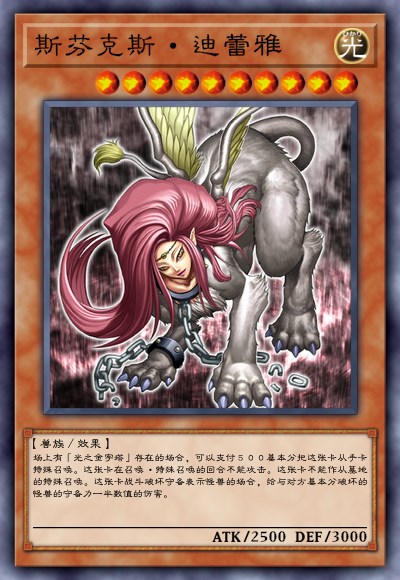 斯芬克斯・迪蕾雅
光
【兽族／效果】
场上有「光之金字塔」存在的场合，可以支付５００基本分把这张卡从手卡
特殊召唤。这张卡在召唤・特殊召唤的回合不能攻击。这张卡不能作从墓地
的特殊召唤。这张卡战斗破坏守备表示怪兽的场合，给与对方基本分破坏的
怪兽的守备力一半数值的伤害。
ATK/2500 DEF/3000